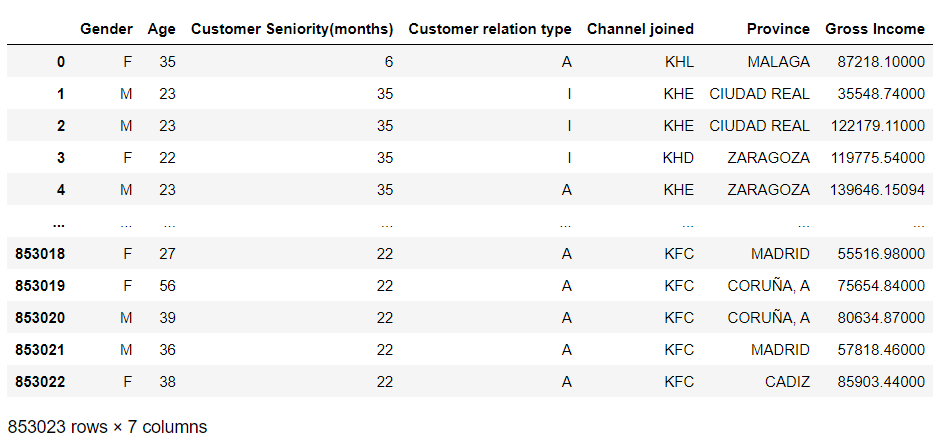 Gender Age Customer Seniority(months) Customer relation type Channel joined Province Gross Income
0 F 35 6 A KHL MALAGA 87218.10000
1 M 23 35 I KHE CIUDAD REAL 35548.74000
2 M 23 35 I KHE CIUDAD REAL 122179.11000
3 F 22 35 I KHD ZARAGOZA 119775.54000
4 M 23 35 A KHE ZARAGOZA 139646.15094
... ... ... ... ... ... ... ...
853018 F 27 22 A KFC MADRID 55516.98000
853019 F 56 22 A KFC CORUÑA, A 75654.84000
853020 M 39 22 A KFC CORUÑA, A 80634.87000
853021 M 36 22 A KFC MADRID 57818.46000
853022 F 38 22 A KFC CADIZ 85903.44000
853023 rows × 7 columns